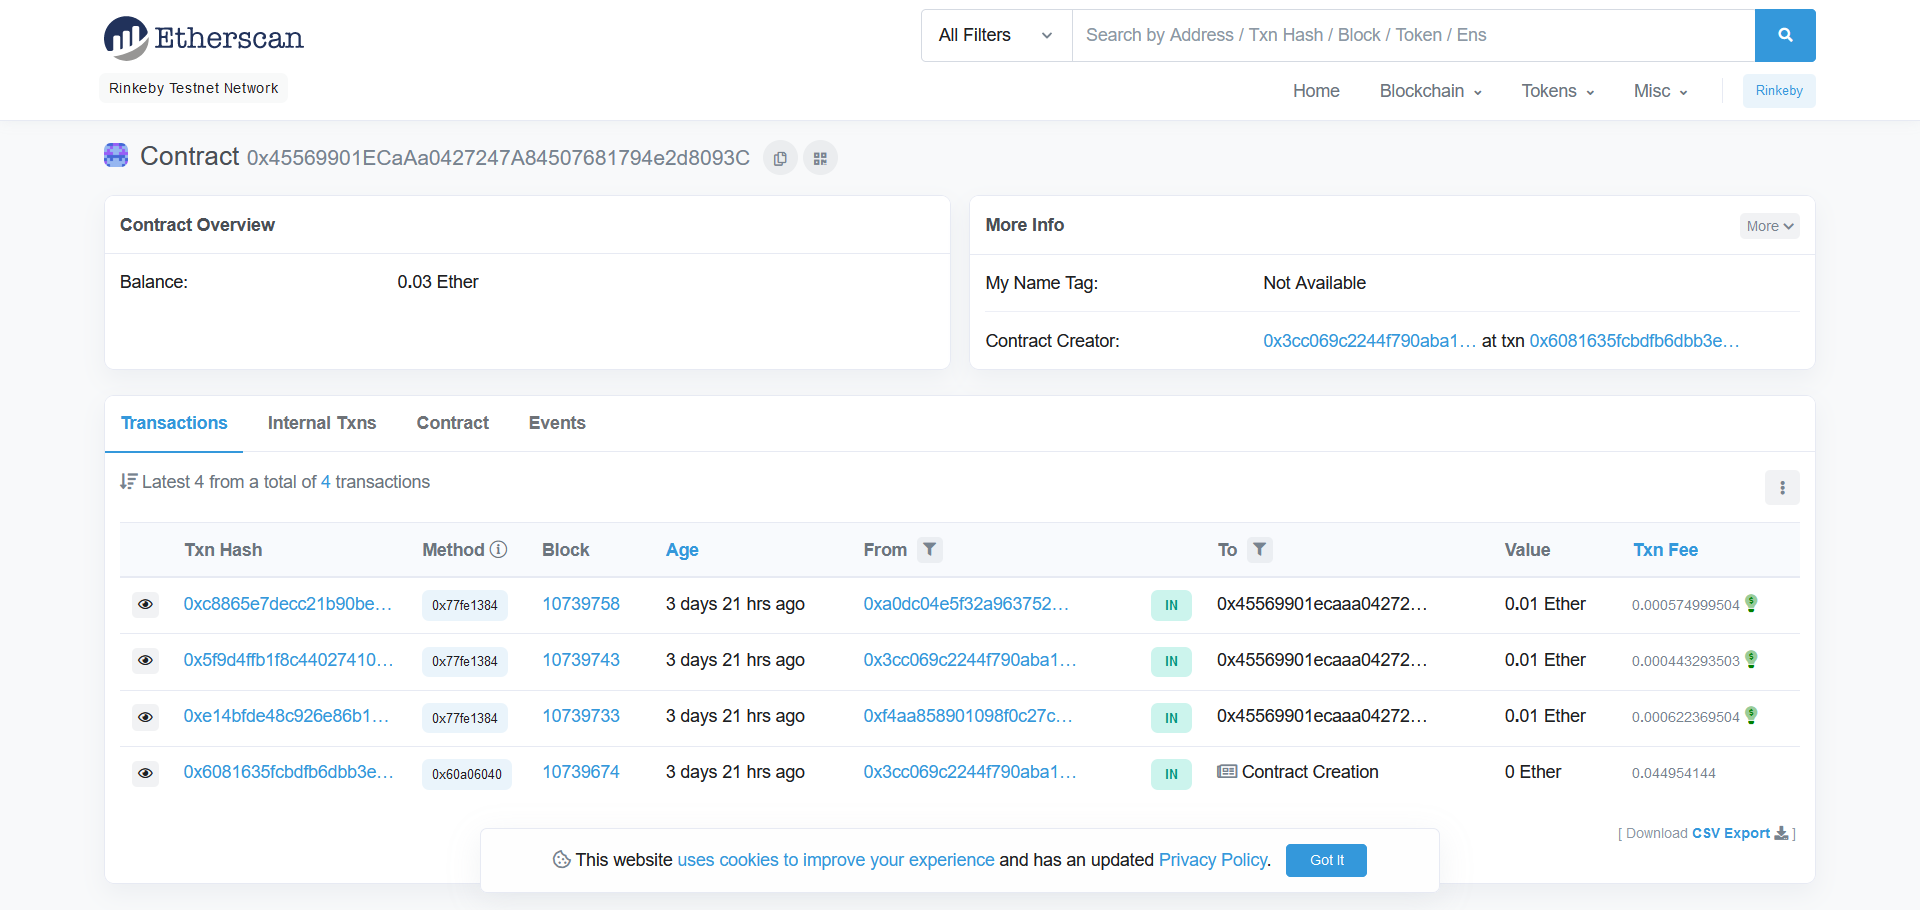 Etherscan
All Filters
Search by Address / Txn Hash / Block / Token / Ens
Rinkeby Testnet Network
Home Blockchain Tokens Misc Rinkeby
Contract 0x45569901ECaAa0427247A84507681794e2d8093C
Contract Overview
Balance: 0.03 Ether
More Info More
My Name Tag: Not Available
Contract Creator: 0x3cc069c2244f790aba1... at txn 0x6081635fcbdfb6dbb3e...
Transactions Internal Txns Contract Events
Latest 4 from a total of 4 transactions
Txn Hash Method Block Age From To Value Txn Fee
0xc8865e7decc21b90be... 0x77fe1384 10739758 3 days 21 hrs ago 0xa0dc04e5f32a963752... IN 0x45569901ecaaa04272... 0.01 Ether 0.000574999504
0x5f9d4ffb1f8c44027410... 0x77fe1384 10739743 3 days 21 hrs ago 0x3cc069c2244f790aba1... IN 0x45569901ecaaa04272... 0.01 Ether 0.000443293503
0xe14bfde48c926e86b1... 0x77fe1384 10739733 3 days 21 hrs ago 0xf4aa858901098f0c27c... IN 0x45569901ecaaa04272... 0.01 Ether 0.000622369504
0x6081635fcbdfb6dbb3e... 0x60a06040 10739674 3 days 21 hrs ago 0x3cc069c2244f790aba1... IN Contract Creation 0 Ether 0.044954144
[ Download CSV Export ]
This website uses cookies to improve your experience and has an updated Privacy Policy. Got It